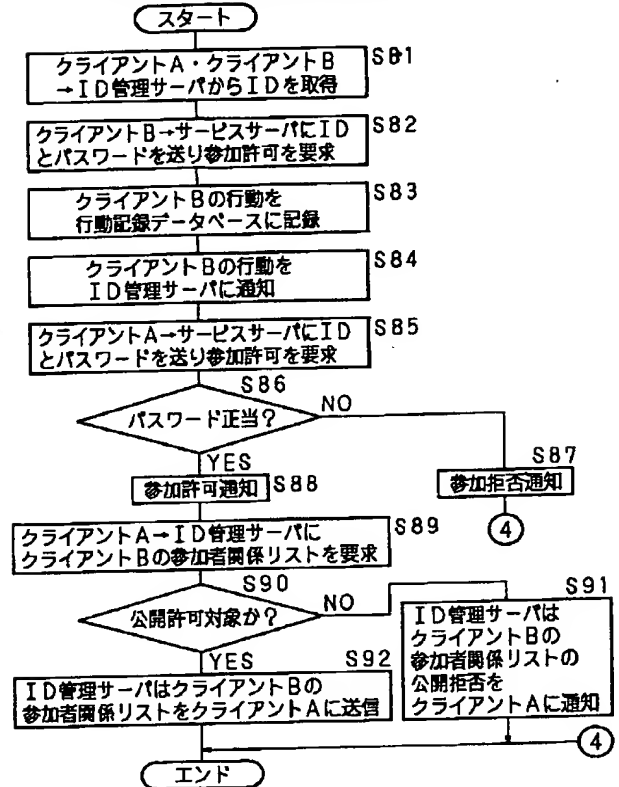 スタート
クライアントA・クライアントB
→ID管理サーバからIDを取得
S81
クライアントB→サービスサーバにID
とパスワードを送り参加許可を要求
S82
クライアントBの行動を
行動記録データベースに記録
S83
クライアントBの行動を
ID管理サーバに通知
S84
クライアントA→サービスサーバにID
とパスワードを送り参加許可を要求
S85
S86
パスワード正当?
NO
YES
S87
参加拒否通知
④
参加許可通知
S88
クライアントA→ID管理サーバに
クライアントBの参加者関係リストを要求
S89
S90
公開許可対象か?
NO
YES
S91
ID管理サーバは
クライアントBの
参加者関係リストの
公開拒否を
クライアントAに通知
S92
ID管理サーバはクライアントBの
参加者関係リストをクライアントAに送信
④
エンド